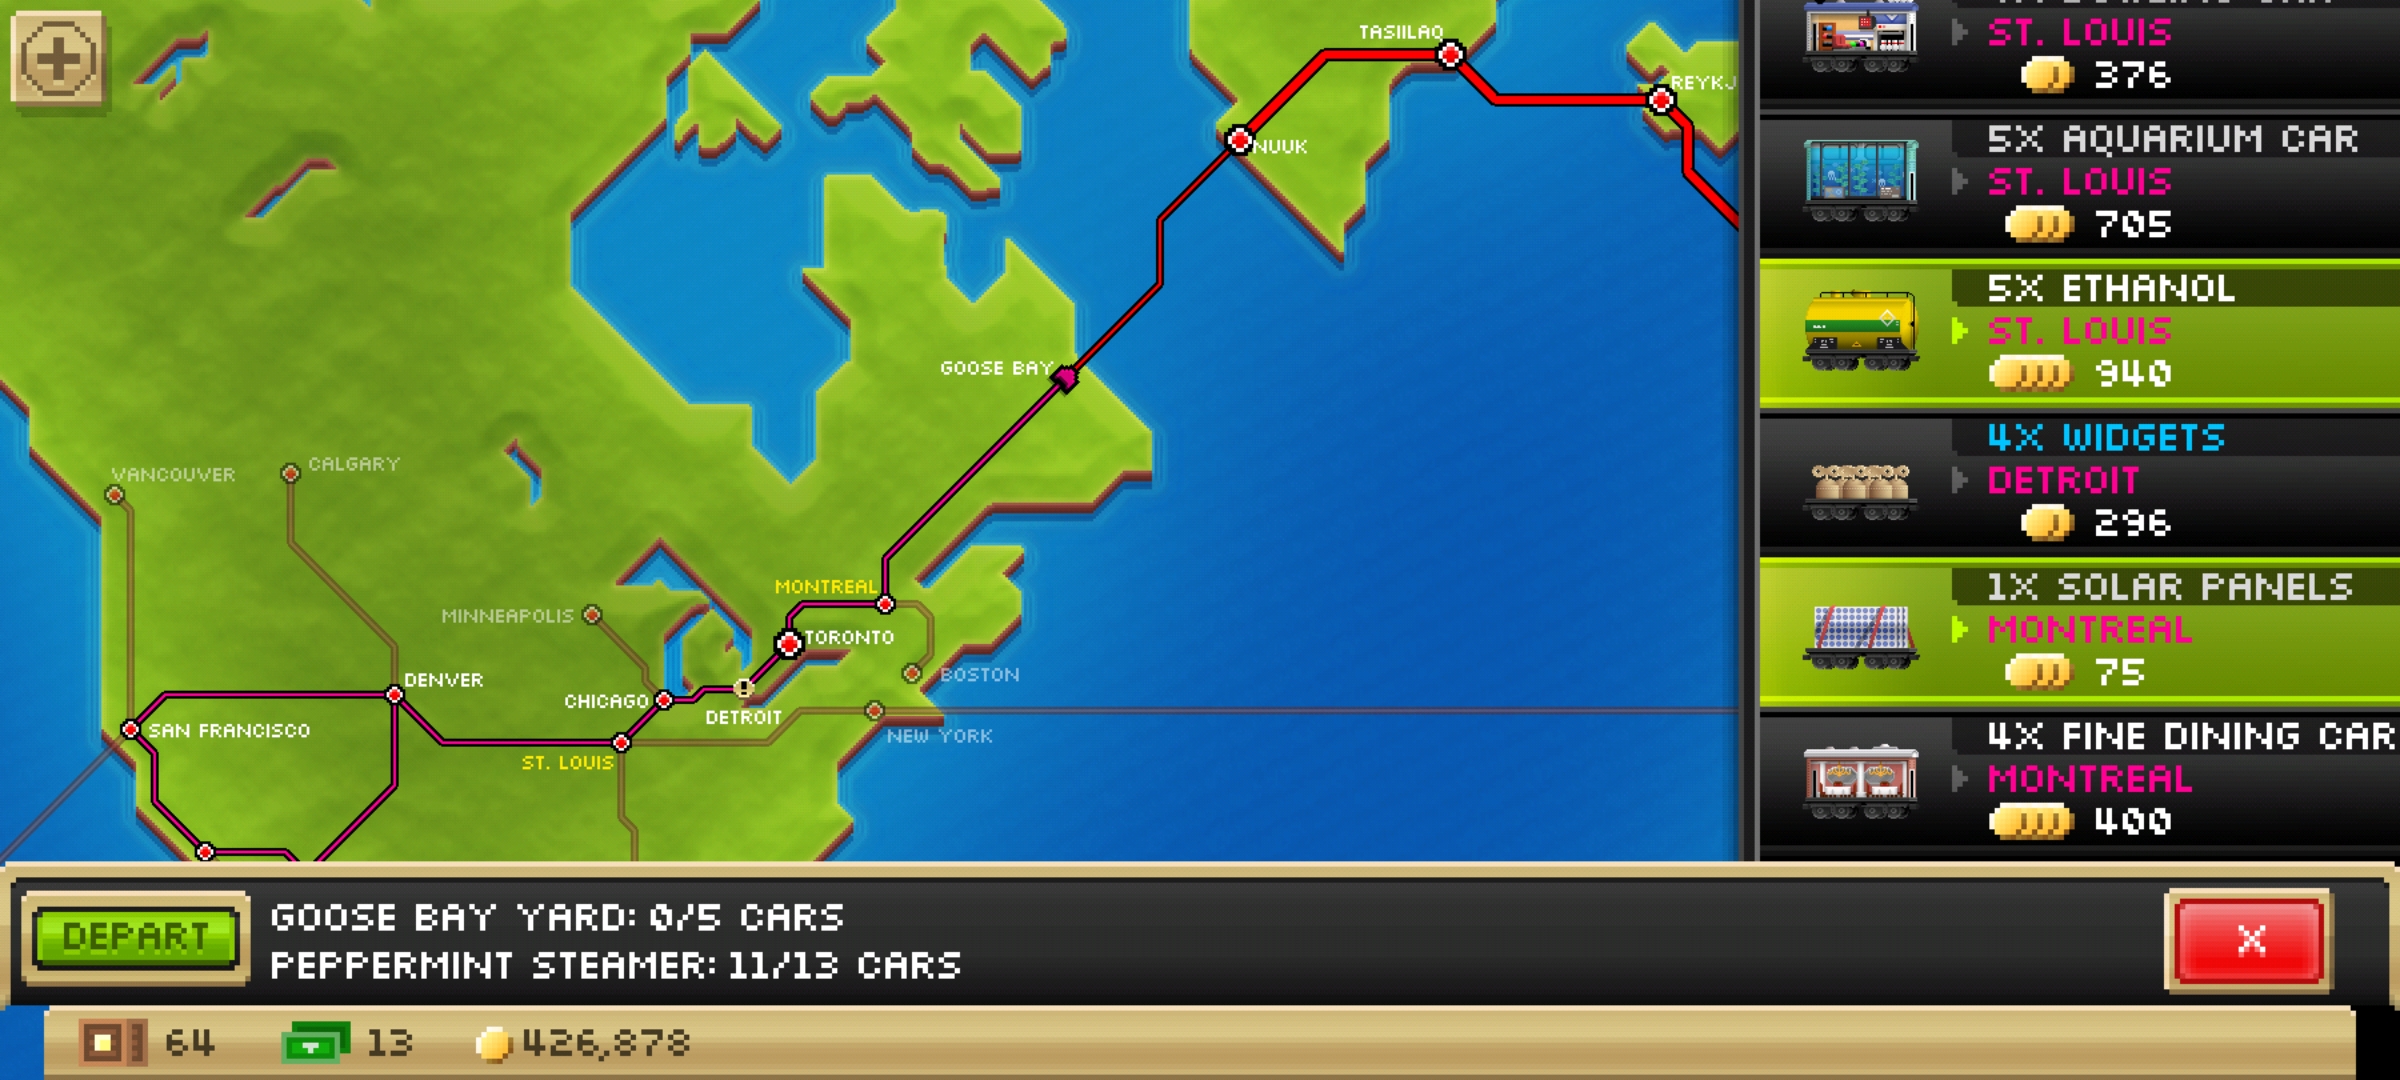 TASIILAQ
NUUK
GOOSE BAY
VANCOUVER
CALGARY
MINNEAPOLIS
MONTREAL
TORONTO
BOSTON
DENVER
CHICAGO
DETROIT
SAN FRANCISCO
NEW YORK
ST. LOUIS
ST. LOUIS
376
5X AQUARIUM CAR
ST. LOUIS
705
5X ETHANOL
ST. LOUIS
940
4X WIDGETS
DETROIT
296
1X SOLAR PANELS
MONTREAL
75
4X FINE DINING CAR
MONTREAL
400
DEPART
GOOSE BAY YARD: 0/5 CARS
PEPPERMINT STEAMER: 11/13 CARS
X
64
13
426,878